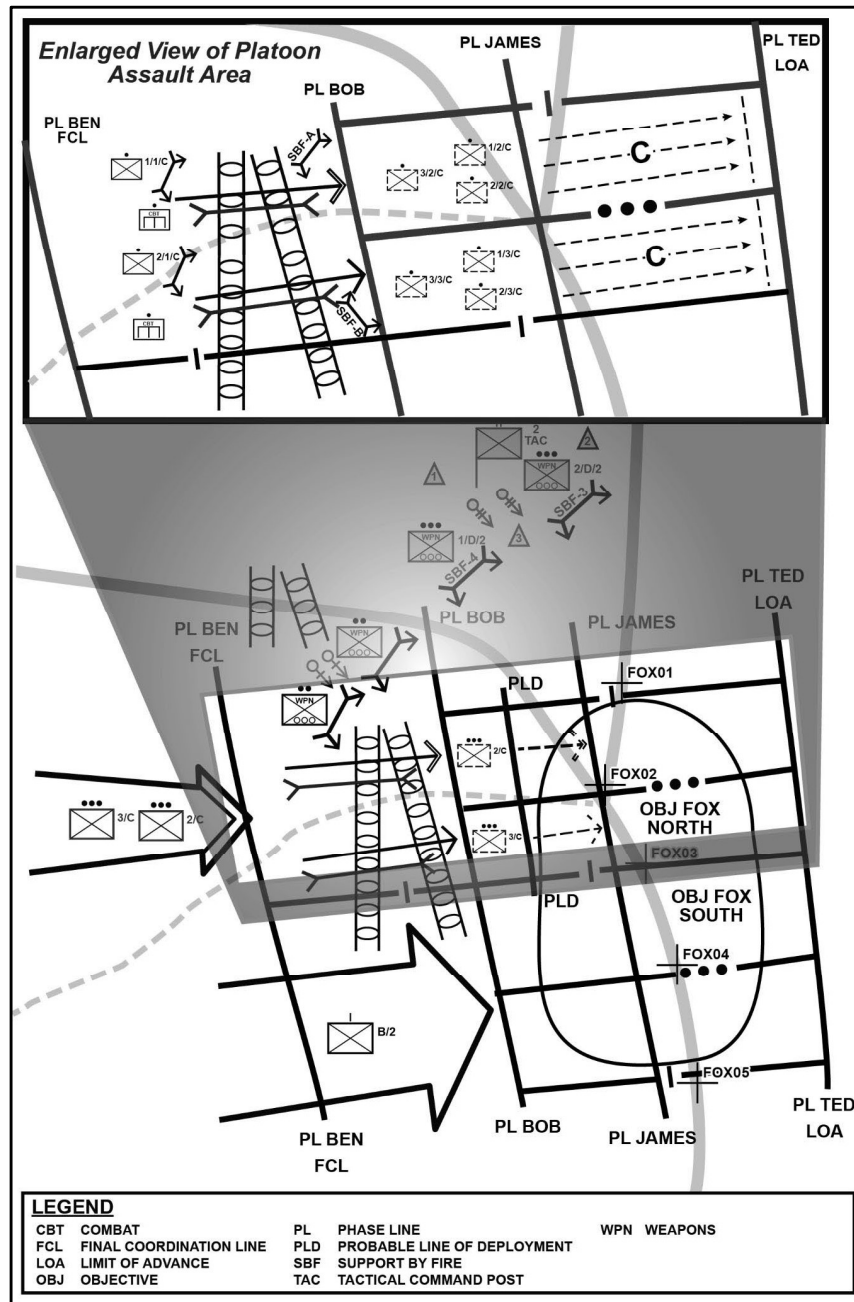 Enlarged View of Platoon
Assault Area
PL JAMES
PL TED
LOA
PL BOB
PL BEN
FCL
SBF-A
1/1/C
CBT
2/1/C
CBT
SBF-B
3/2/C
1/2/C
2/2/C
C
3/3/C
1/3/C
2/3/C
C
2
TAC
2
WPN
2/D/2
1
SBF-3
WPN
1/D/2
3
SBF-4
PL TED
LOA
PL BOB
PL JAMES
PL BEN
FCL
WPN
WPN
PLD
FOX01
2/C
FOX02
3/C
2/C
OBJ FOX
NORTH
3/C
FOX03
PLD
OBJ FOX
SOUTH
FOX04
B/2
FOX05
PL BOB
PL JAMES
PL TED
LOA
PL BEN
FCL
LEGEND
CBT COMBAT
FCL FINAL COORDINATION LINE
LOA LIMIT OF ADVANCE
OBJ OBJECTIVE
PL PHASE LINE
PLD PROBABLE LINE OF DEPLOYMENT
SBF SUPPORT BY FIRE
TAC TACTICAL COMMAND POST
WPN WEAPONS